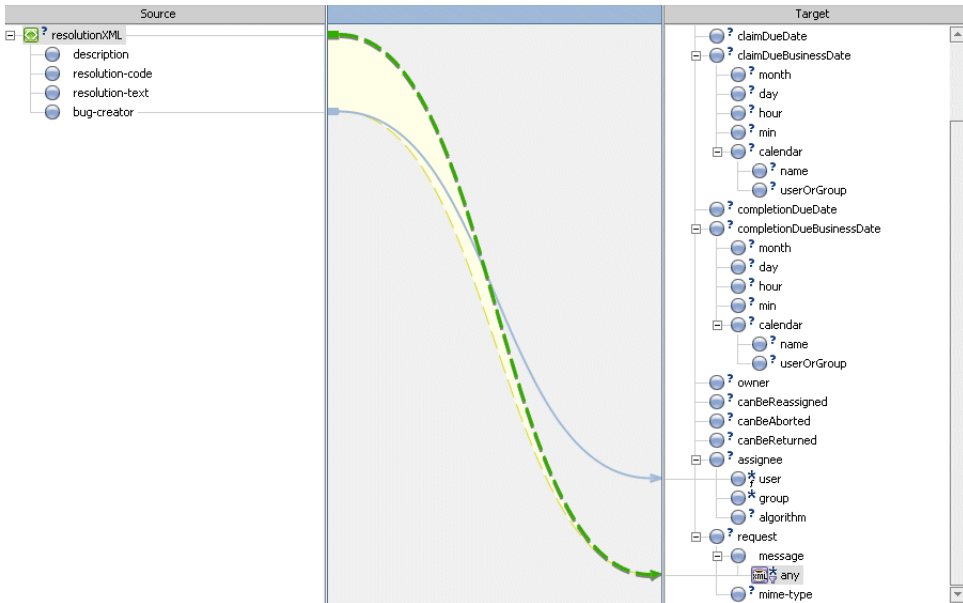 Source
resolutionXML
description
resolution-code
resolution-text
bug-creator
Target
? claimDueDate
? claimDueBusinessDate
? month
? day
? hour
? min
? calendar
? name
? userOrGroup
? completionDueDate
? completionDueBusinessDate
? month
? day
? hour
? min
? calendar
? name
? userOrGroup
? owner
? canBeReassigned
? canBeAborted
? canBeReturned
? assignee
* user
* group
? algorithm
? request
message
XML * any
? mime-type